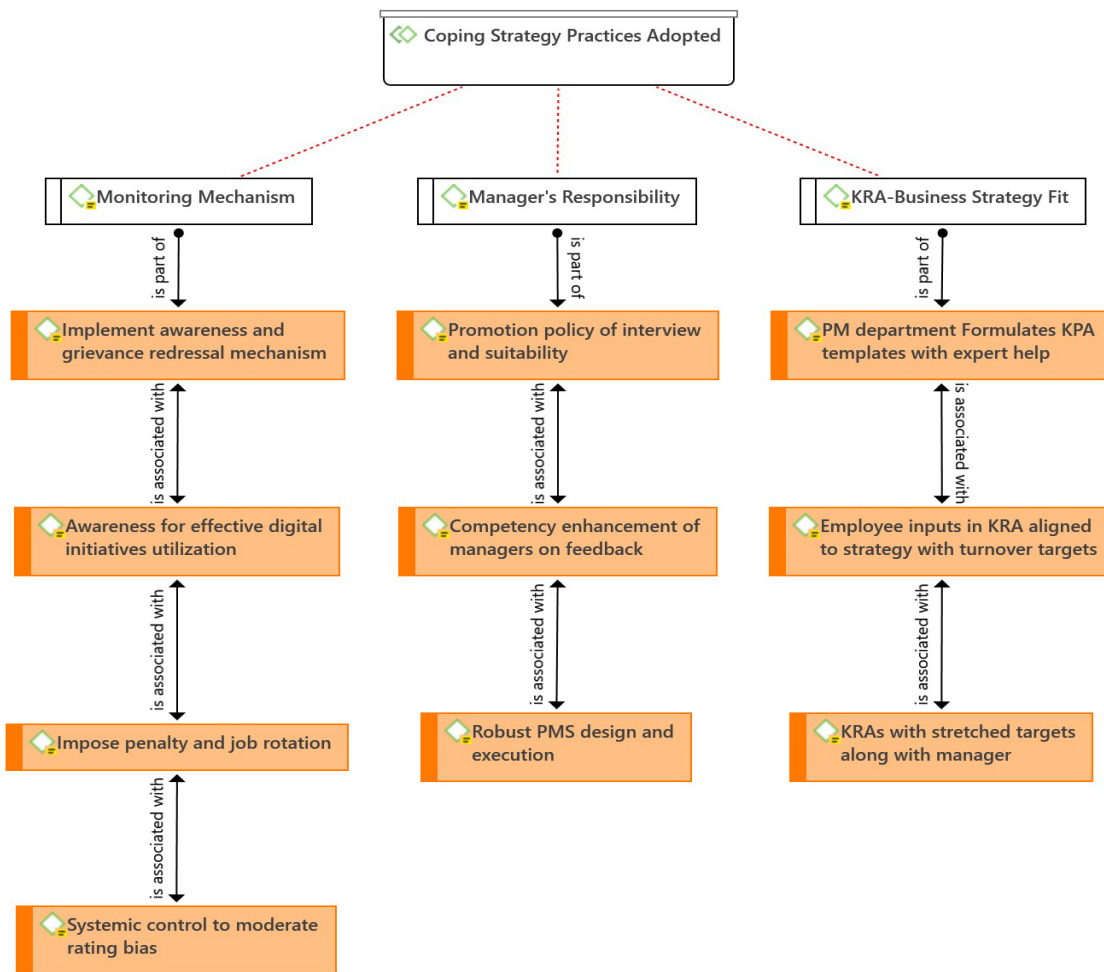 Coping Strategy Practices Adopted
Monitoring Mechanism
Manager's Responsibility
KRA-Business Strategy Fit
is part of
is part of
is part of
Implement awareness and
grievance redressal mechanism
Promotion policy of interview
and suitability
PM department Formulates KPA
templates with expert help
is associated with
is associated with
is associated with
Awareness for effective digital
initiatives utilization
Competency enhancement of
managers on feedback
Employee inputs in KRA aligned
to strategy with turnover targets
is associated with
is associated with
is associated with
Impose penalty and job rotation
Robust PMS design and
execution
KRAs with stretched targets
along with manager
is associated with
Systemic control to moderate
rating bias